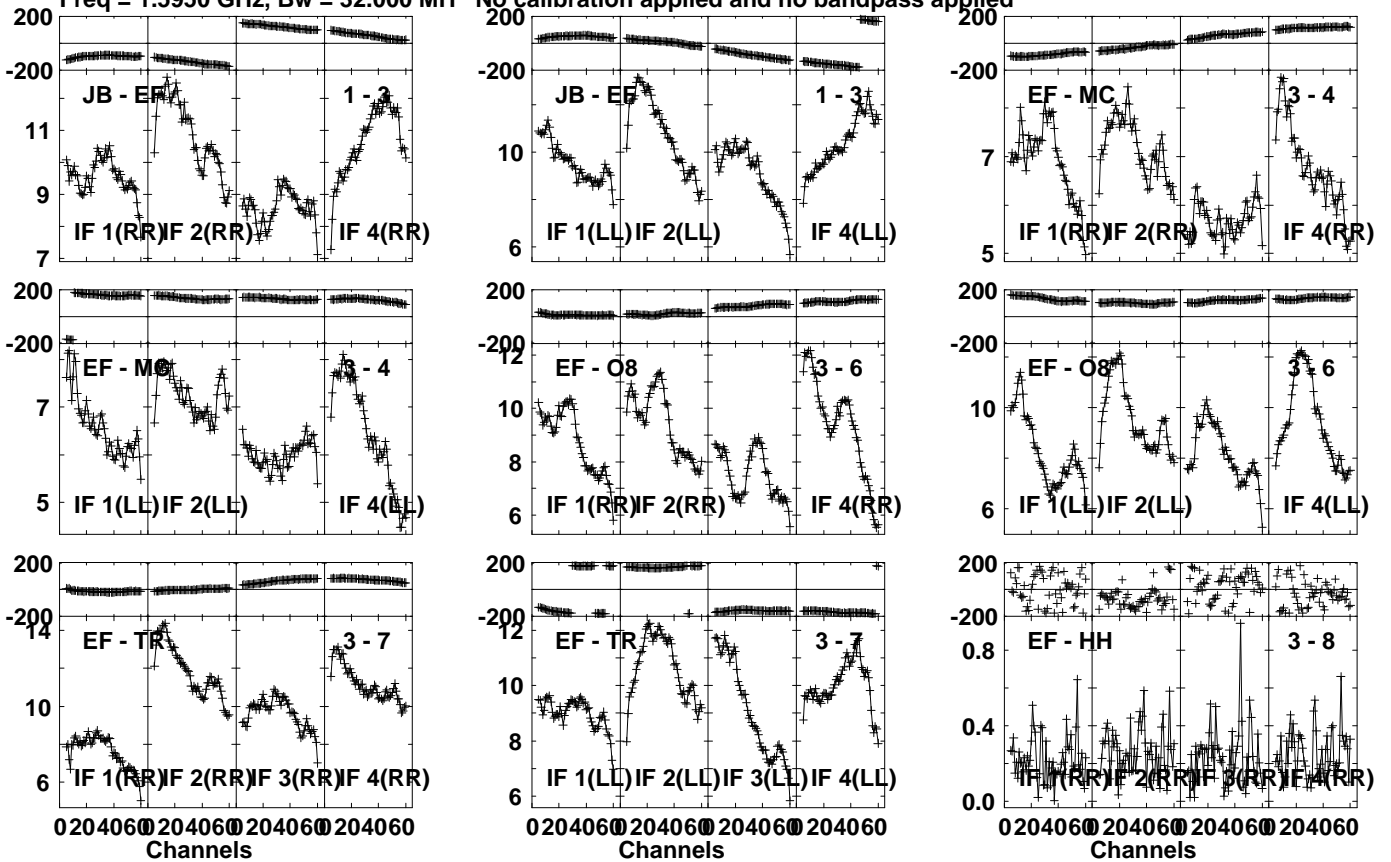 Freq = 1.5950 GHz, Bw = 32.000 MH No calibration applied and no bandpass applied
200
-200
JB - EF 1 - 3
11
9
7
IF 1(RR) IF 2(RR) IF 4(RR)
200
-200
JB - EF 1 - 3
10
6
IF 1(LL) IF 2(LL) IF 4(LL)
200
-200
EF - MC 3 - 4
7
5
IF 1(RR) IF 2(RR) IF 4(RR)
200
-200
EF - MC 3 - 4
7
5
IF 1(LL) IF 2(LL) IF 4(LL)
200
-200
12
EF - O8 3 - 6
10
8
6
IF 1(RR) IF 2(RR) IF 4(RR)
200
-200
EF - O8 3 - 6
10
6
IF 1(LL) IF 2(LL) IF 4(LL)
200
-200
14
EF - TR 3 - 7
10
6
IF 1(RR) IF 2(RR) IF 3(RR) IF 4(RR)
0 20 40 60 0 20 40 60 0 20 40 60 0 20 40 60
Channels
200
-200
12
EF - TR 3 - 7
10
8
6
IF 1(LL) IF 2(LL) IF 3(LL) IF 4(LL)
0 20 40 60 0 20 40 60 0 20 40 60 0 20 40 60
Channels
200
-200
EF - HH 3 - 8
0.8
0.4
0.0
IF 1(RR) IF 2(RR) IF 3(RR) IF 4(RR)
0 20 40 60 0 20 40 60 0 20 40 60 0 20 40 60
Channels